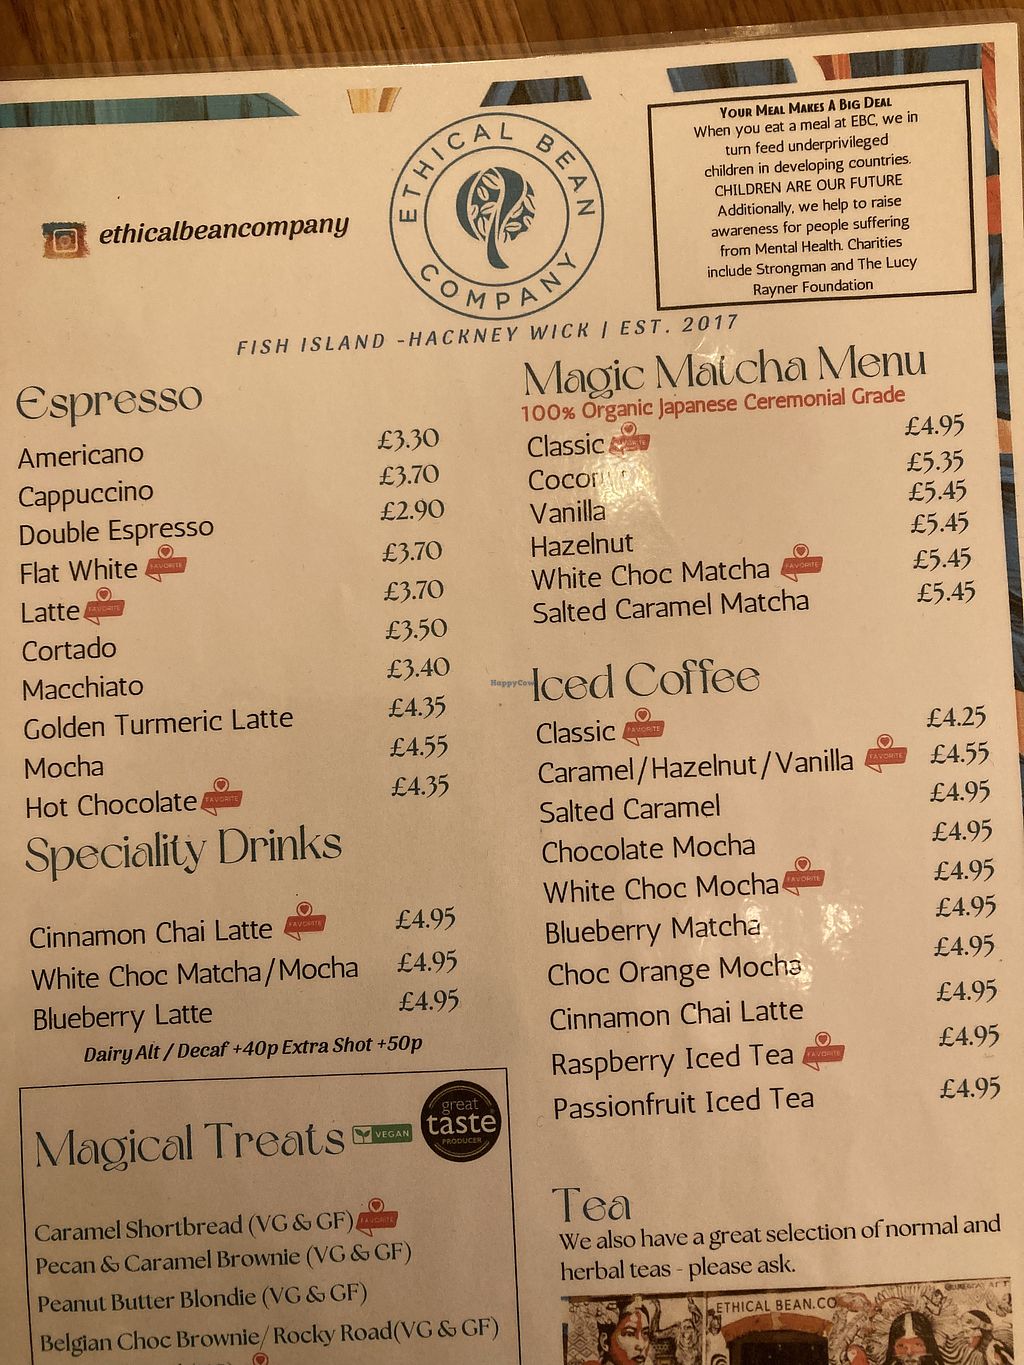 YOUR MEAL MAKES A BIG DEAL
When you eat a meal at EBC, we in
turn feed underprivileged
children in developing countries.
CHILDREN ARE OUR FUTURE
Additionally, we help to raise
awareness for people suffering
from Mental Health. Charities
include Strongman and The Lucy
Rayner Foundation
ETHICAL BEAN
COMPANY
ethicalbeancompany
FISH ISLAND -HACKNEY WICK | EST. 2017
Espresso
Americano £3.30
Cappuccino £3.70
Double Espresso £2.90
Flat White FAVORITE £3.70
Latte FAVORITE £3.70
Cortado £3.50
Macchiato £3.40
Golden Turmeric Latte £4.35
Mocha £4.55
Hot Chocolate FAVORITE £4.35
Speciality Drinks
Cinnamon Chai Latte FAVORITE £4.95
White Choc Matcha/Mocha £4.95
Blueberry Latte £4.95
Dairy Alt / Decaf +40p Extra Shot +50p
Magical Treats VEGAN
great
taste
PRODUCER
Caramel Shortbread (VG & GF) FAVORITE
Pecan & Caramel Brownie (VG & GF)
Peanut Butter Blondie (VG & GF)
Belgian Choc Brownie/Rocky Road(VG & GF)
Magic Matcha Menu
100% Organic Japanese Ceremonial Grade
Classic FAVORITE £4.95
£5.35
Vanilla £5.45
Hazelnut £5.45
White Choc Matcha FAVORITE £5.45
Salted Caramel Matcha £5.45
HappyCow
Iced Coffee
Classic FAVORITE £4.25
Caramel/Hazelnut/Vanilla FAVORITE £4.55
Salted Caramel £4.95
Chocolate Mocha £4.95
White Choc Mocha FAVORITE £4.95
Blueberry Matcha £4.95
Choc Orange Mocha £4.95
Cinnamon Chai Latte £4.95
Raspberry Iced Tea FAVORITE £4.95
Passionfruit Iced Tea £4.95
Tea
We also have a great selection of normal and
herbal teas - please ask.
ETHICAL BEAN.CO